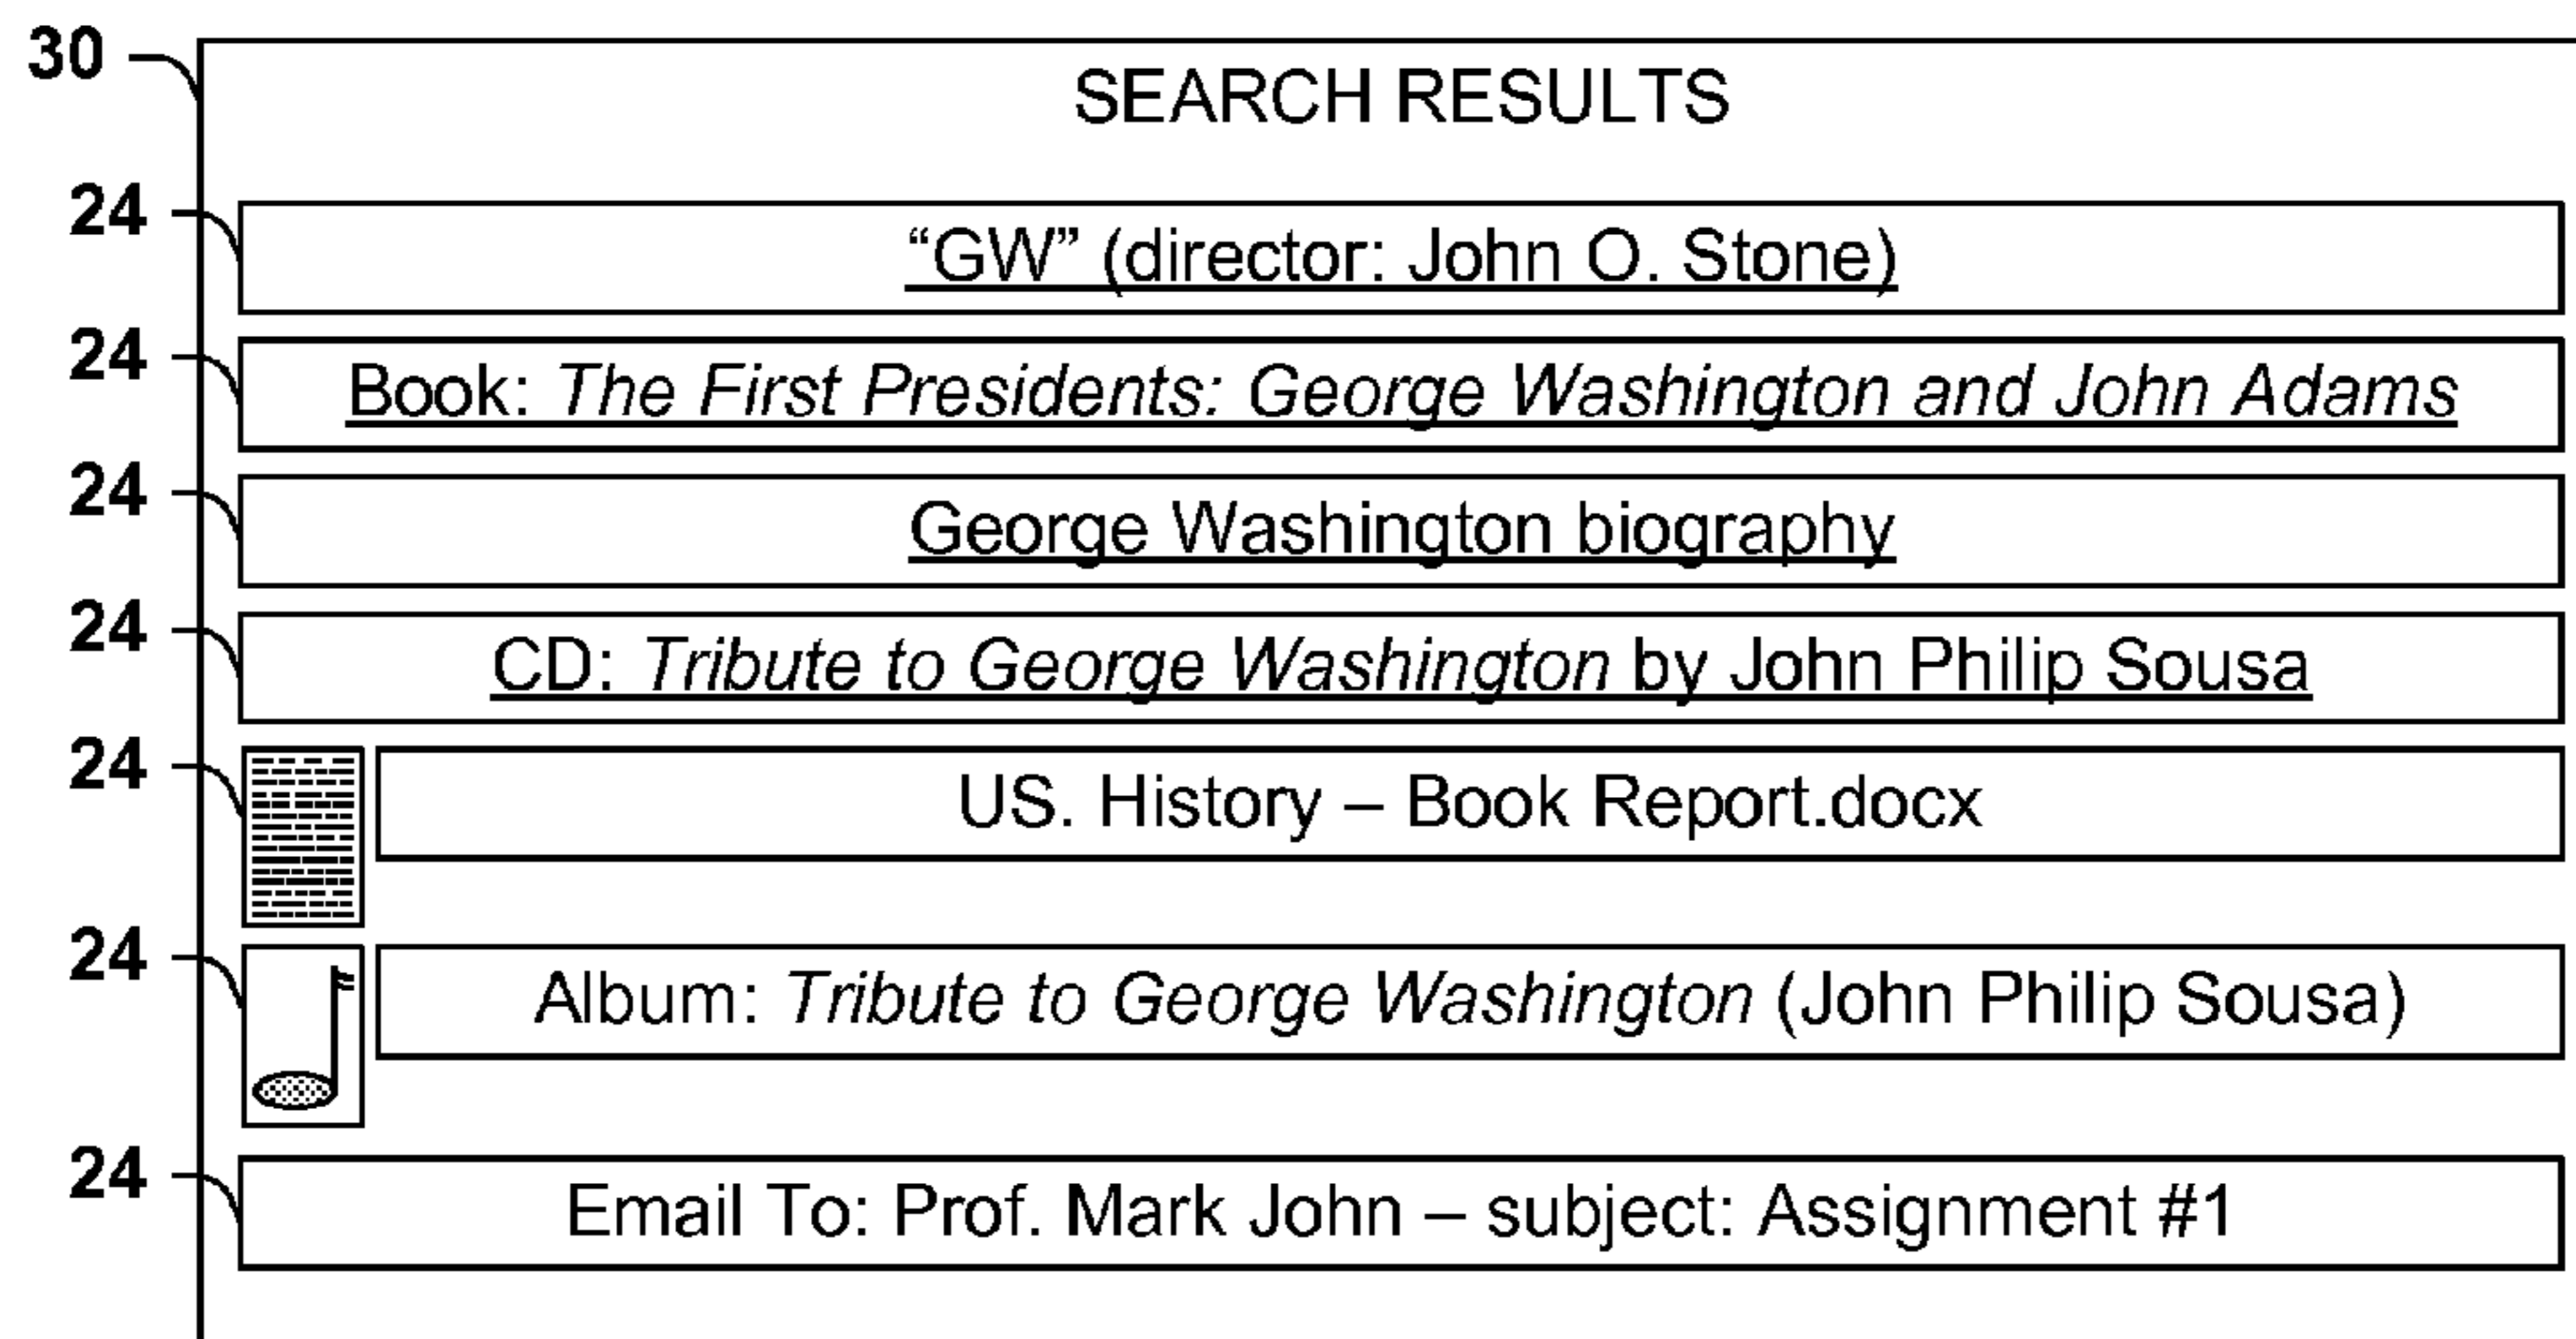 30
SEARCH RESULTS
24
“GW” (director: John O. Stone)
24
Book: The First Presidents: George Washington and John Adams
24
George Washington biography
24
CD: Tribute to George Washington by John Philip Sousa
24
US. History – Book Report.docx
24
Album: Tribute to George Washington (John Philip Sousa)
24
Email To: Prof. Mark John – subject: Assignment #1